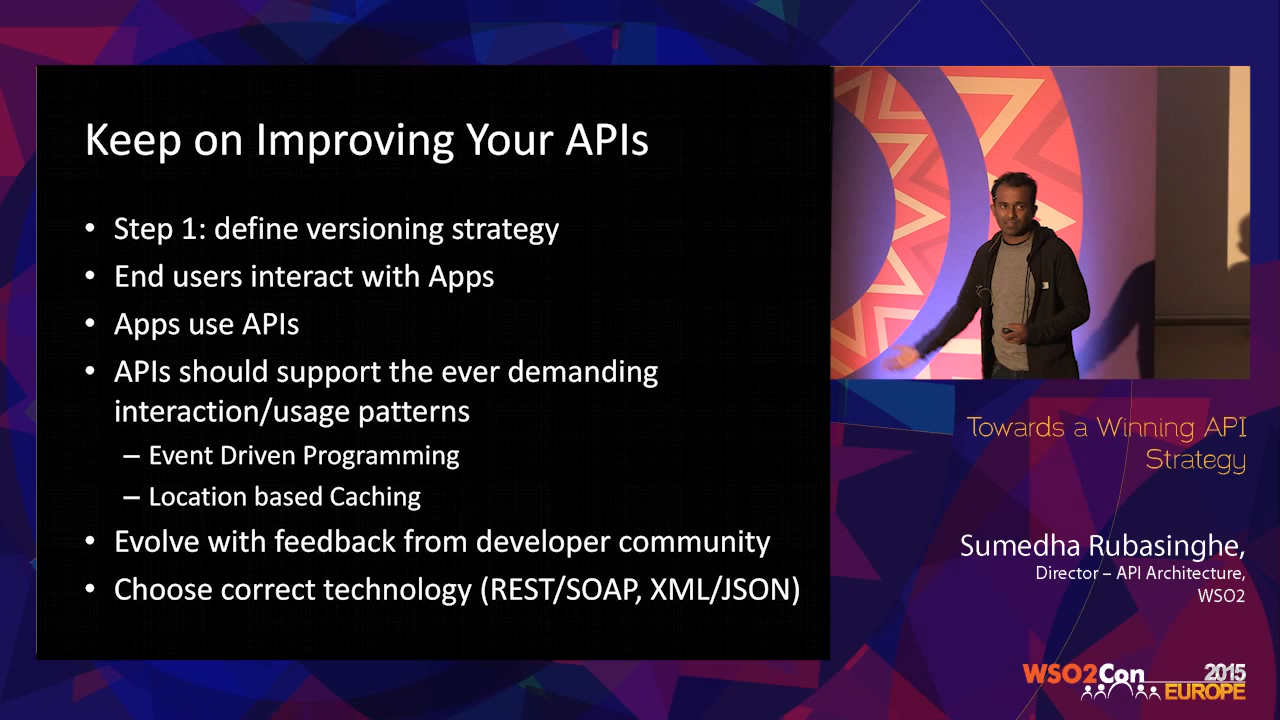 Keep on Improving Your APIs
• Step 1: define versioning strategy
• End users interact with Apps
• Apps use APIs
• APIs should support the ever demanding
interaction/usage patterns
– Event Driven Programming
– Location based Caching
• Evolve with feedback from developer community
• Choose correct technology (REST/SOAP, XML/JSON)
Towards a Winning API
Strategy
Sumedha Rubasinghe,
Director – API Architecture,
WSO2
WSO2Con 2015
EUROPE